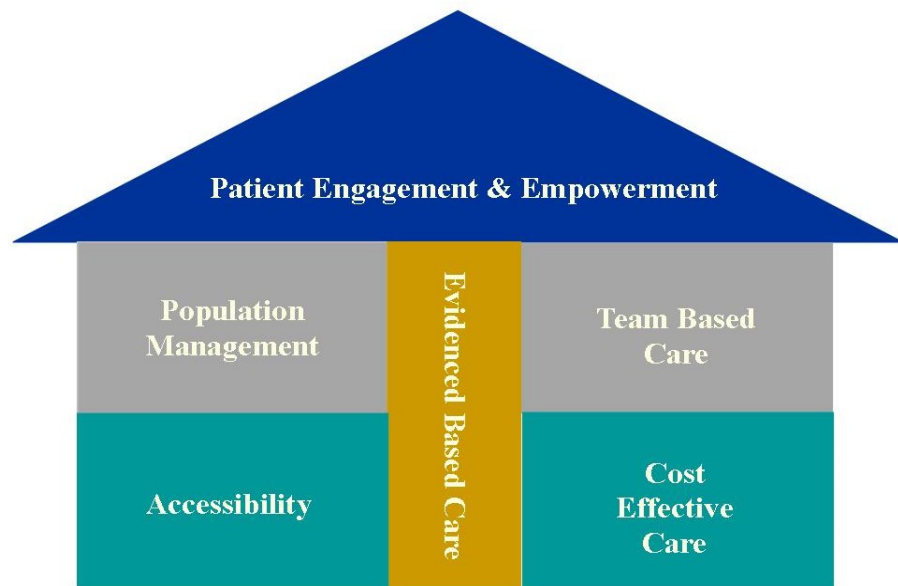 Patient Engagement & Empowerment
Population
Management
Evidenced Based Care
Team Based
Care
Accessibility
Cost
Effective
Care